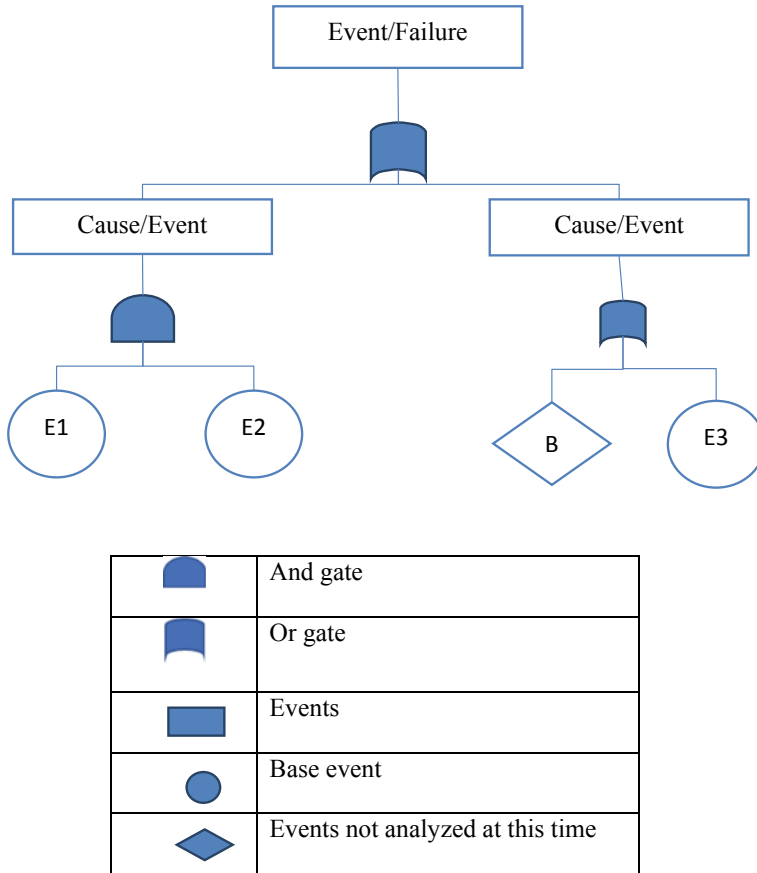 Event/Failure
Cause/Event
Cause/Event
E1
E2
B
E3
And gate
Or gate
Events
Base event
Events not analyzed at this time